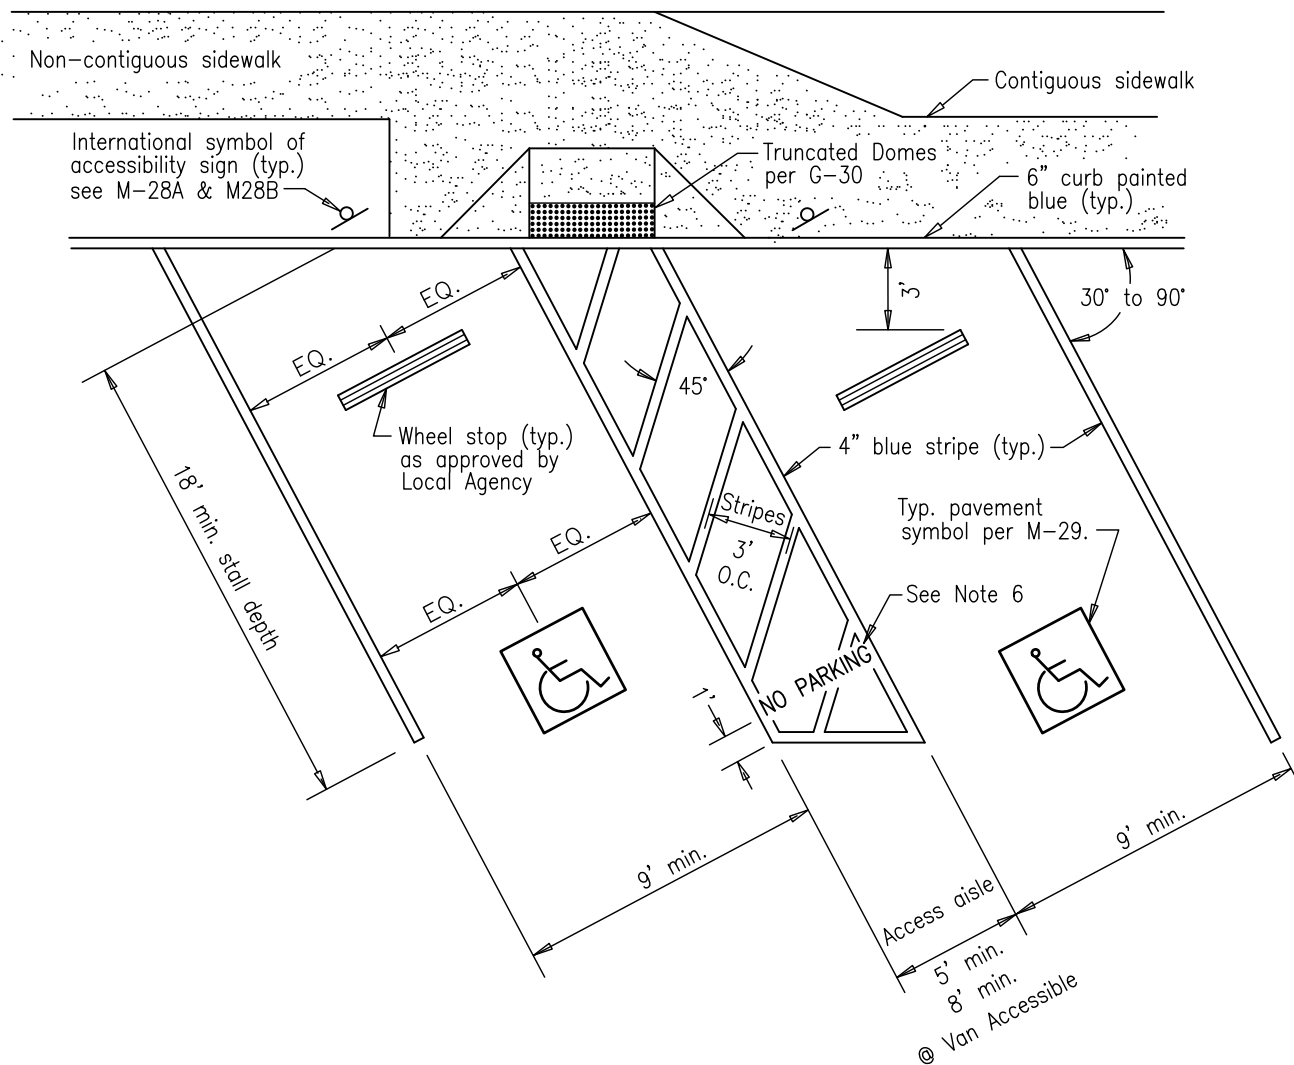 Non-contiguous sidewalk
Contiguous sidewalk
International symbol of
accessibility sign (typ.)
see M-28A & M28B
Truncated Domes
per G-30
6" curb painted
blue (typ.)
EQ.
EQ.
3'
30° to 90°
45°
Wheel stop (typ.)
as approved by
Local Agency
4" blue stripe (typ.)
18' min. stall depth
Stripes
3'
O.C.
Typ. pavement
symbol per M-29.
EQ.
EQ.
See Note 6
NO PARKING
1'
9' min.
9' min.
Access aisle
5' min.
8' min.
@ Van Accessible